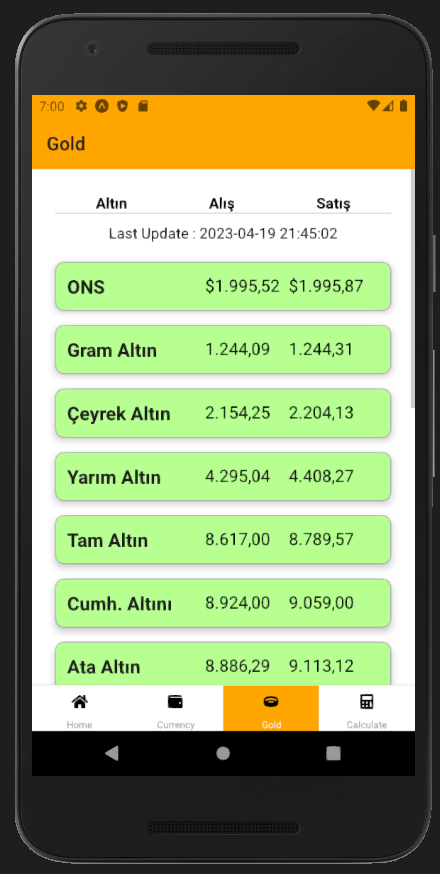 7:00
Gold
Altın Alış Satış
Last Update : 2023-04-19 21:45:02
ONS $1.995,52 $1.995,87
Gram Altın 1.244,09 1.244,31
Çeyrek Altın 2.154,25 2.204,13
Yarım Altın 4.295,04 4.408,27
Tam Altın 8.617,00 8.789,57
Cumh. Altını 8.924,00 9.059,00
Ata Altın 8.886,29 9.113,12
Home Currency Gold Calculate